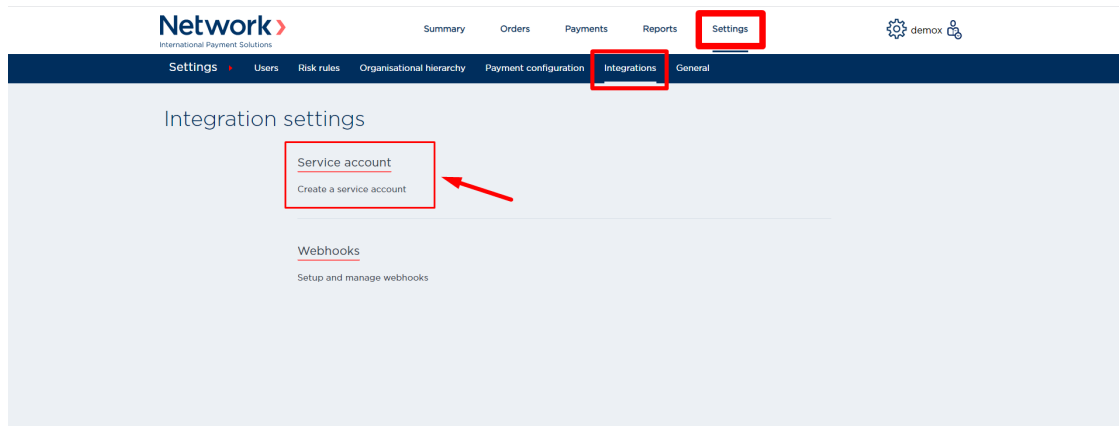 Network
International Payment Solutions
Summary Orders Payments Reports Settings
demox
Settings Users Risk rules Organisational hierarchy Payment configuration Integrations General
Integration settings
Service account
Create a service account
Webhooks
Setup and manage webhooks